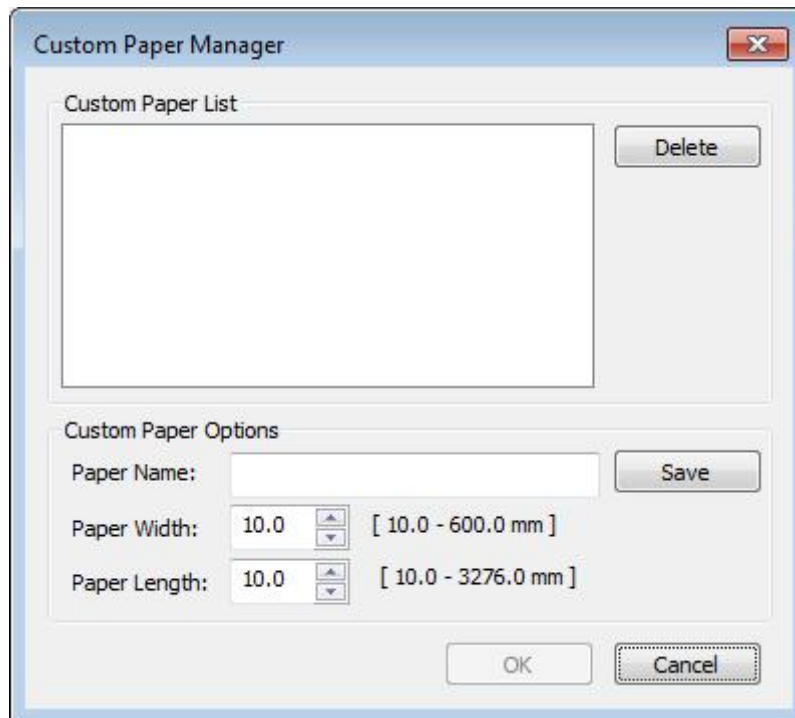 Custom Paper Manager
Custom Paper List
Delete
Custom Paper Options
Paper Name:
Save
Paper Width: 10.0 [ 10.0 - 600.0 mm ]
Paper Length: 10.0 [ 10.0 - 3276.0 mm ]
OK Cancel